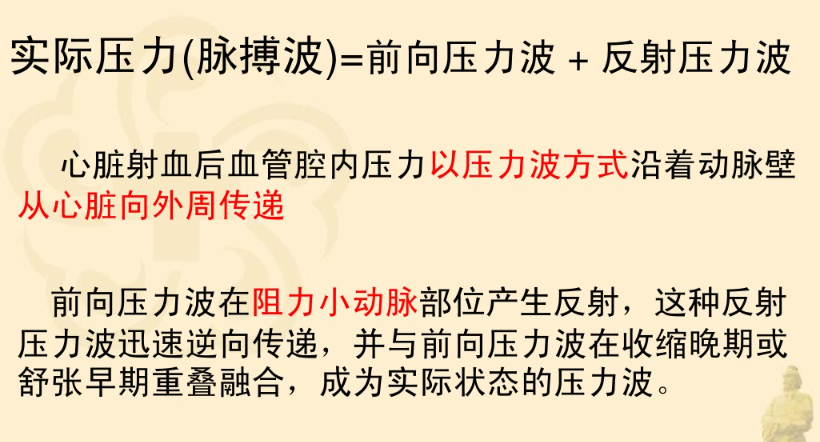 实际压力(脉搏波)=前向压力波 + 反射压力波
心脏射血后血管腔内压力以压力波方式沿着动脉壁
从心脏向外周传递
前向压力波在阻力小动脉部位产生反射，这种反射
压力波迅速逆向传递，并与前向压力波在收缩晚期或
舒张早期重叠融合，成为实际状态的压力波。